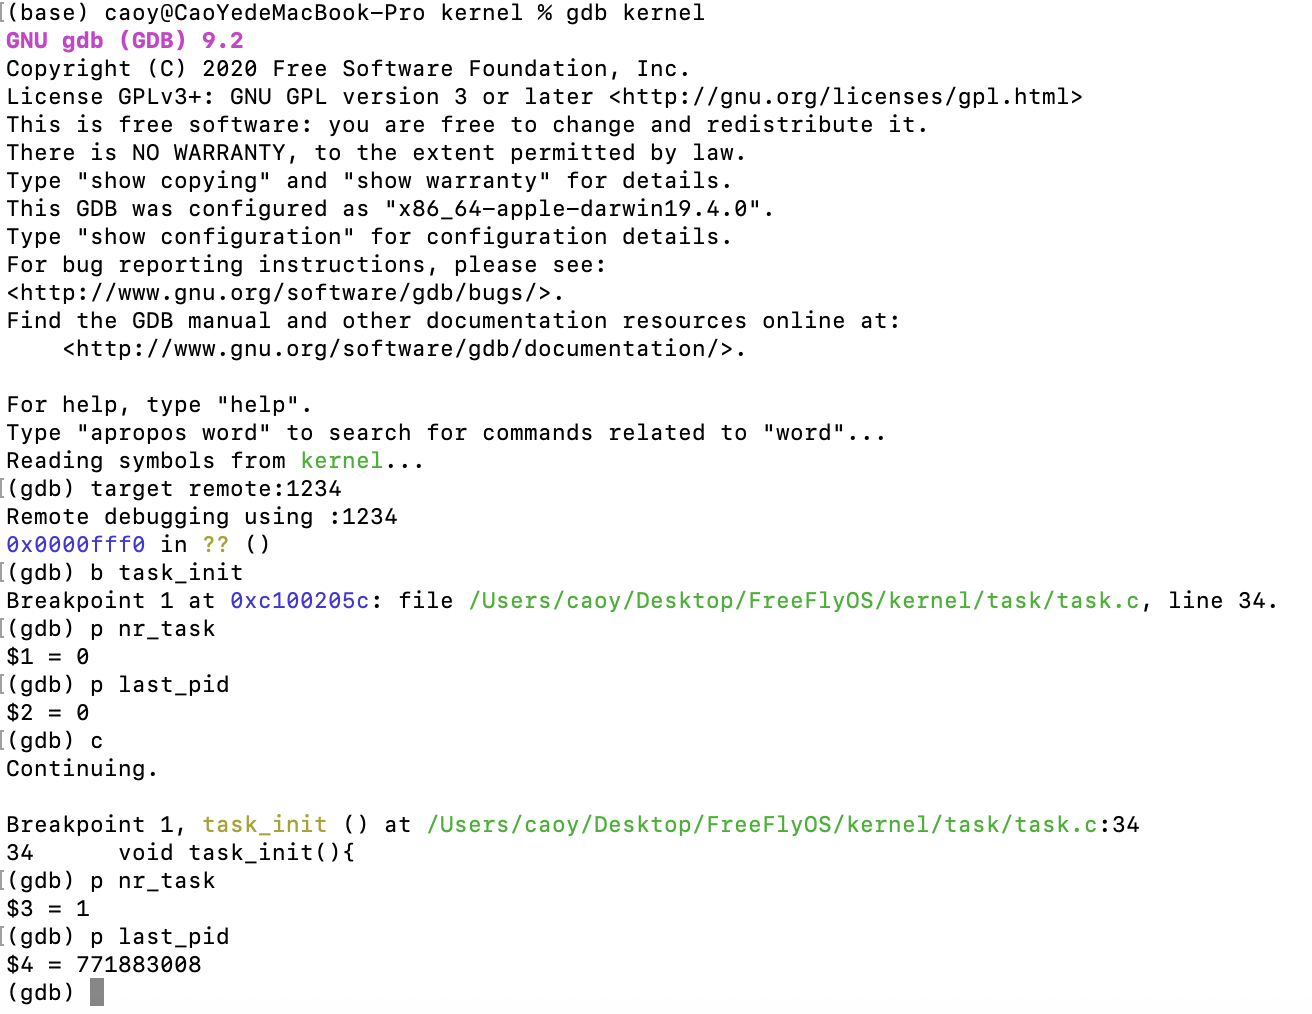 (base) caoy@CaoYedeMacBook-Pro kernel % gdb kernel
GNU gdb (GDB) 9.2
Copyright (C) 2020 Free Software Foundation, Inc.
License GPLv3+: GNU GPL version 3 or later <http://gnu.org/licenses/gpl.html>
This is free software: you are free to change and redistribute it.
There is NO WARRANTY, to the extent permitted by law.
Type "show copying" and "show warranty" for details.
This GDB was configured as "x86_64-apple-darwin19.4.0".
Type "show configuration" for configuration details.
For bug reporting instructions, please see:
<http://www.gnu.org/software/gdb/bugs/>.
Find the GDB manual and other documentation resources online at:
    <http://www.gnu.org/software/gdb/documentation/>.

For help, type "help".
Type "apropos word" to search for commands related to "word"...
Reading symbols from kernel...
(gdb) target remote:1234
Remote debugging using :1234
0x0000fff0 in ?? ()
(gdb) b task_init
Breakpoint 1 at 0xc100205c: file /Users/caoy/Desktop/FreeFlyOS/kernel/task/task.c, line 34.
(gdb) p nr_task
$1 = 0
(gdb) p last_pid
$2 = 0
(gdb) c
Continuing.

Breakpoint 1, task_init () at /Users/caoy/Desktop/FreeFlyOS/kernel/task/task.c:34
34      void task_init(){
(gdb) p nr_task
$3 = 1
(gdb) p last_pid
$4 = 771883008
(gdb)